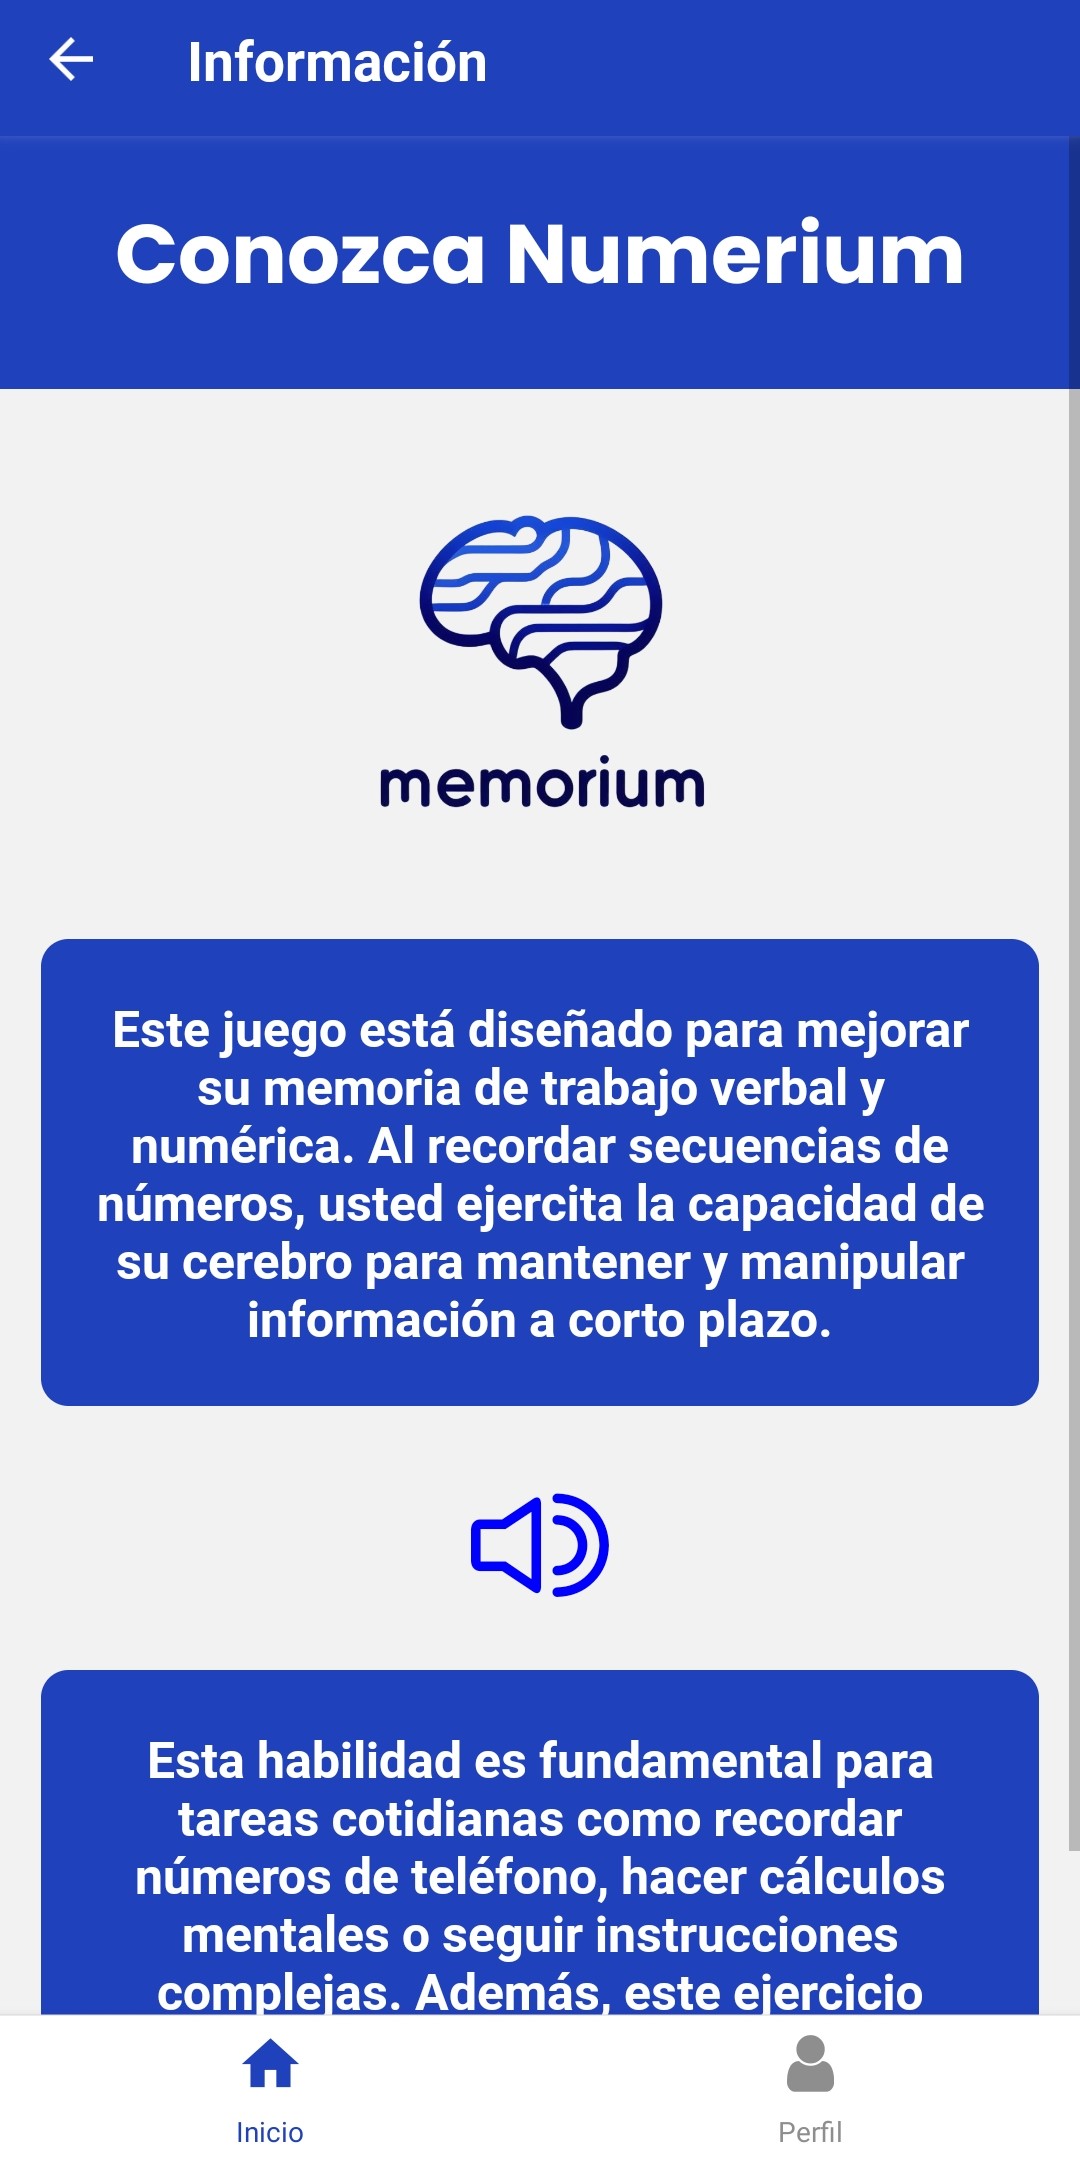 Información
Conozca Numerium
memorium
Este juego está diseñado para mejorar
su memoria de trabajo verbal y
numérica. Al recordar secuencias de
números, usted ejercita la capacidad de
su cerebro para mantener y manipular
información a corto plazo.
Esta habilidad es fundamental para
tareas cotidianas como recordar
números de teléfono, hacer cálculos
mentales o seguir instrucciones
complejas. Además, este ejercicio
Inicio
Perfil